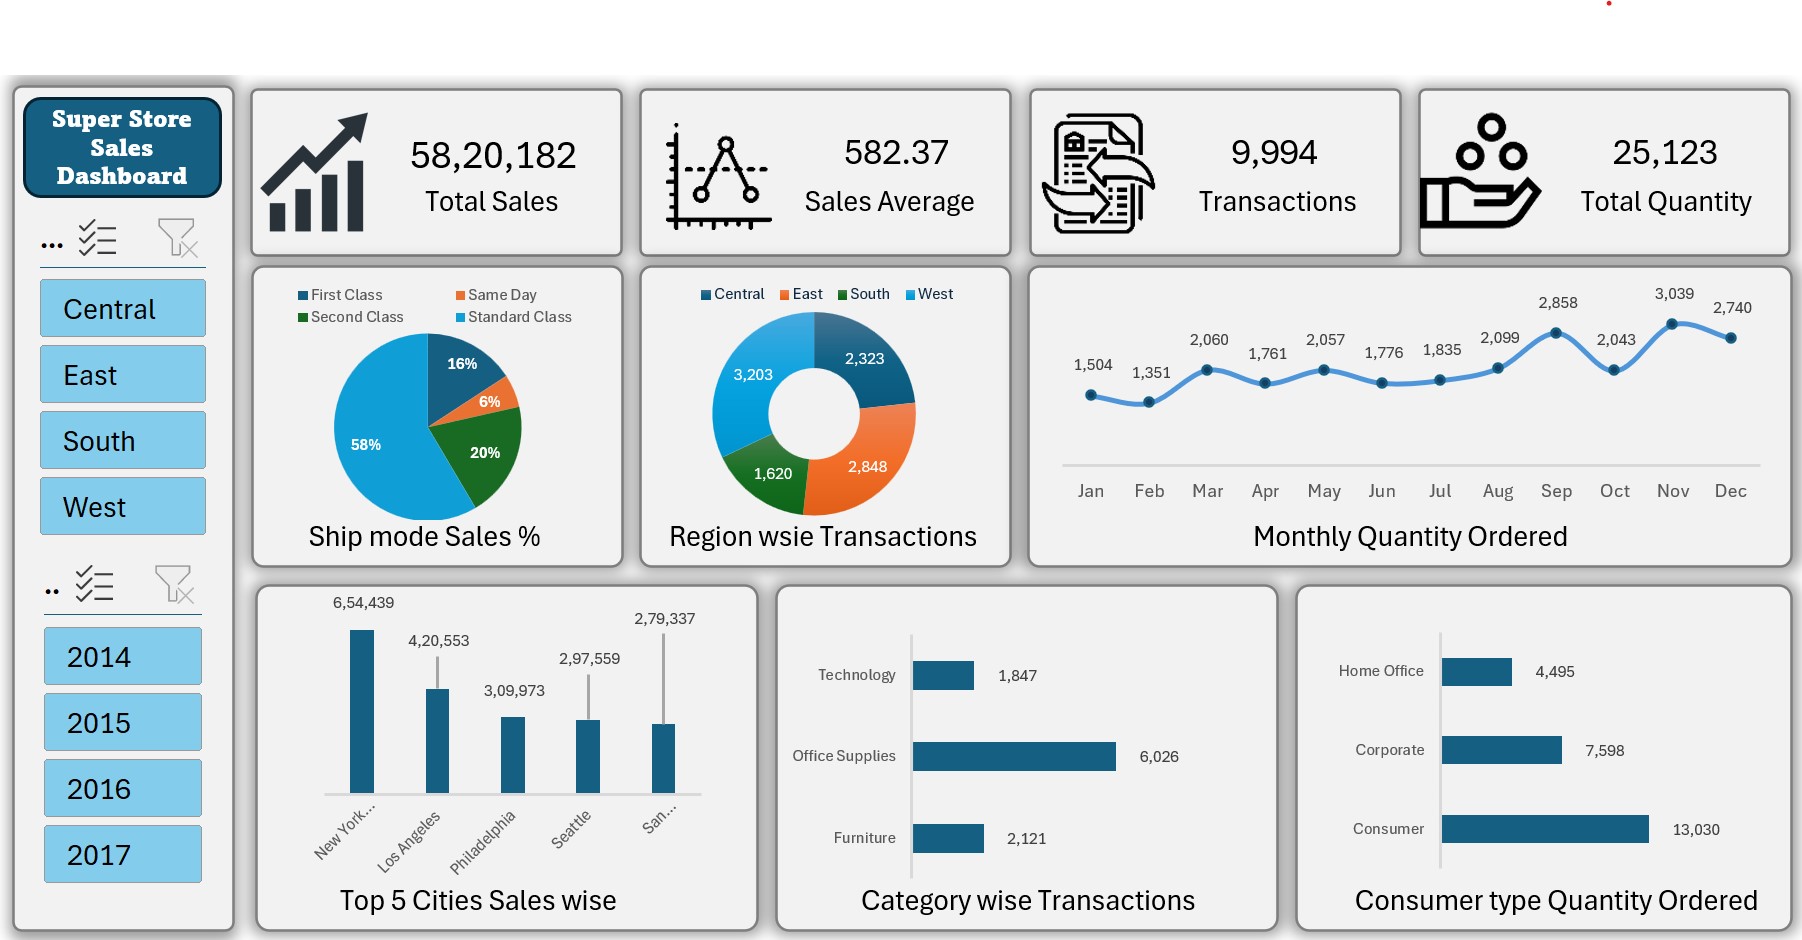 Super Store
Sales
Dashboard
...
Central
East
South
West
..
2014
2015
2016
2017
58,20,182
Total Sales
582.37
Sales Average
9,994
Transactions
25,123
Total Quantity
First Class
Same Day
Second Class
Standard Class
16%
6%
20%
58%
Ship mode Sales %
Central East South West
2,323
2,848
1,620
3,203
Region wsie Transactions
1,504
1,351
2,060
1,761
2,057
1,776
1,835
2,099
2,858
2,043
3,039
2,740
Jan Feb Mar Apr May Jun Jul Aug Sep Oct Nov Dec
Monthly Quantity Ordered
6,54,439
4,20,553
3,09,973
2,97,559
2,79,337
New York...
Los Angeles
Philadelphia
Seattle
San...
Top 5 Cities Sales wise
Technology 1,847
Office Supplies 6,026
Furniture 2,121
Category wise Transactions
Home Office 4,495
Corporate 7,598
Consumer 13,030
Consumer type Quantity Ordered